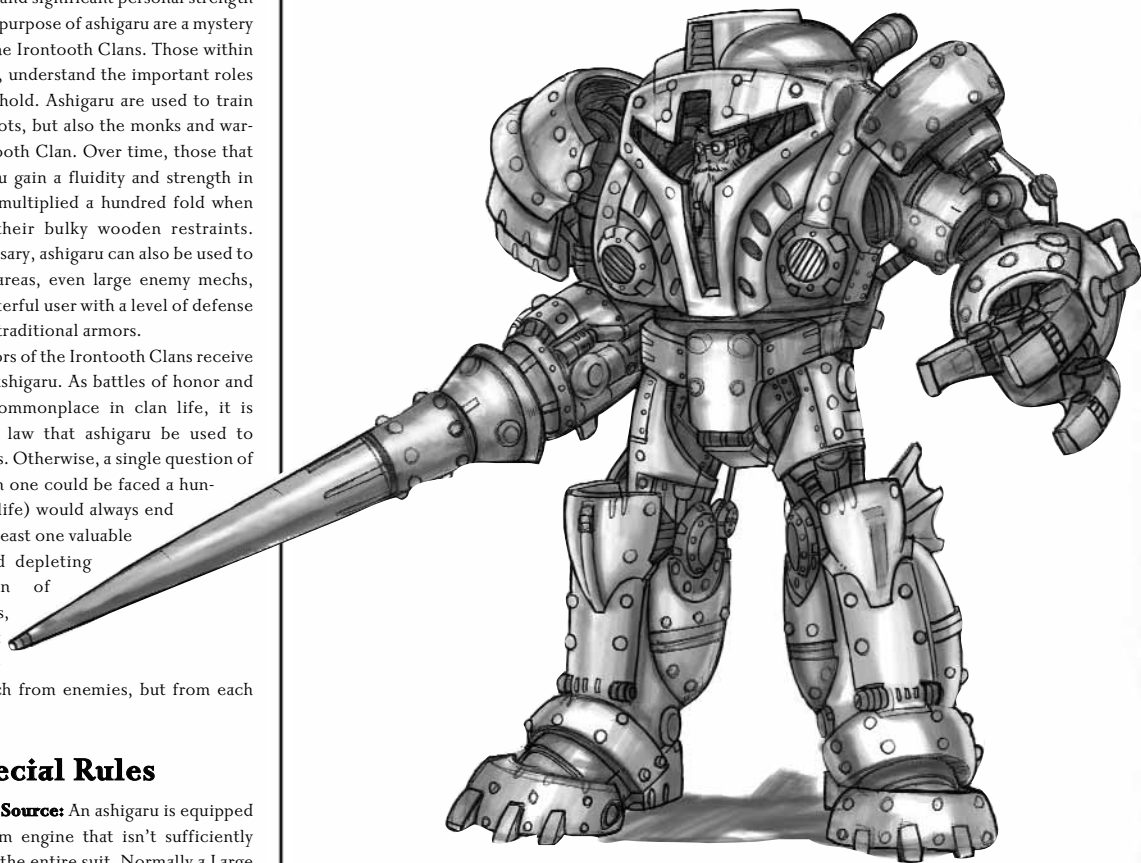 and significant personal strength
purpose of ashigaru are a mystery
he Irontooth Clans. Those within
, understand the important roles
hold. Ashigaru are used to train
ots, but also the monks and war-
ooth Clan. Over time, those that
u gain a fluidity and strength in
multiplied a hundred fold when
their bulky wooden restraints.
sary, ashigaru can also be used to
areas, even large enemy mechs,
terful user with a level of defense
traditional armors.
ors of the Irontooth Clans receive
shigaru. As battles of honor and
ommonplace in clan life, it is
law that ashigaru be used to
s. Otherwise, a single question of
n one could be faced a hun-
life) would always end
east one valuable
d depleting
n of
s,
ch from enemies, but from each
ecial Rules
Source: An ashigaru is equipped
m engine that isn't sufficiently
the entire suit. Normally a Large